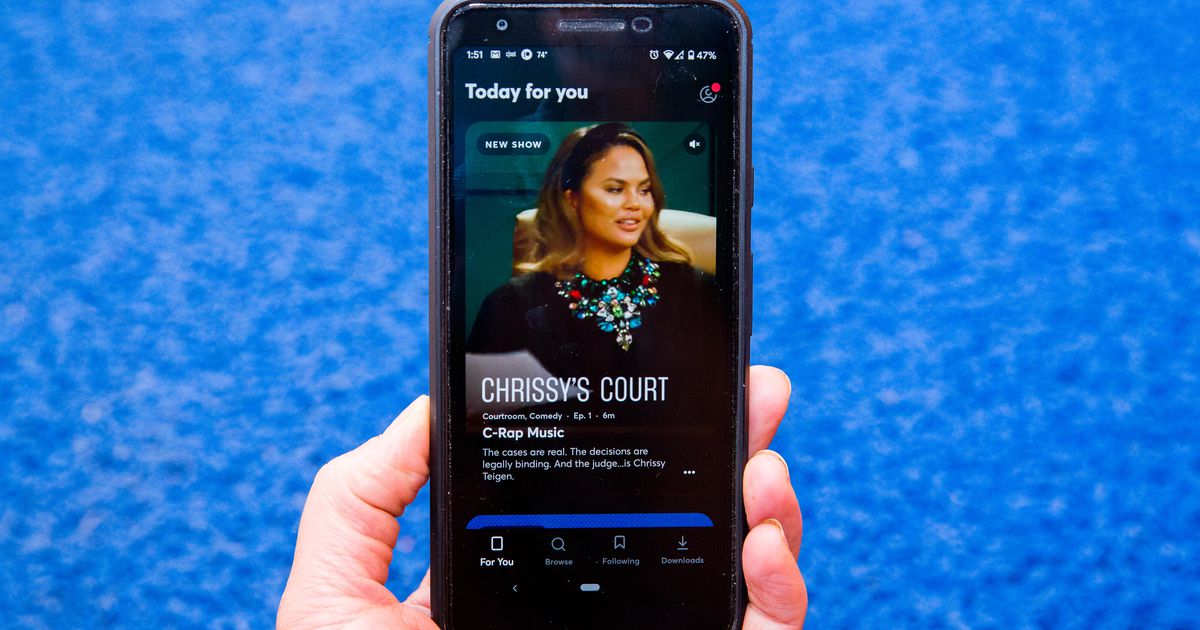 1:51 74° 47%
Today for you
NEW SHOW
CHRISSY'S COURT
Courtroom, Comedy · Ep. 1 · 6m
C-Rap Music
The cases are real. The decisions are
legally binding. And the judge...is Chrissy
Teigen.
For You Browse Following Downloads